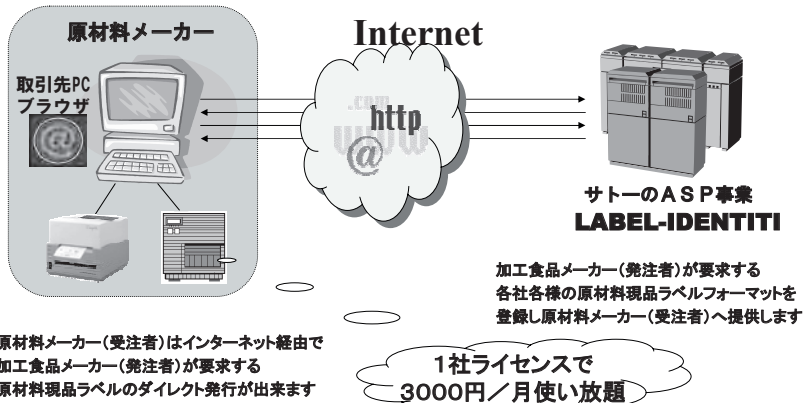 原材料メーカー
Internet
取引先PC
ブラウザ
.com
http
www
@
サトーのＡＳＰ事業
LABEL-IDENTITI
加工食品メーカー（発注者）が要求する
各社各様の原材料現品ラベルフォーマットを
登録し原材料メーカー（受注者）へ提供します
原材料メーカー（受注者）はインターネット経由で
加工食品メーカー（発注者）が要求する
原材料現品ラベルのダイレクト発行が出来ます
１社ライセンスで
３０００円／月使い放題